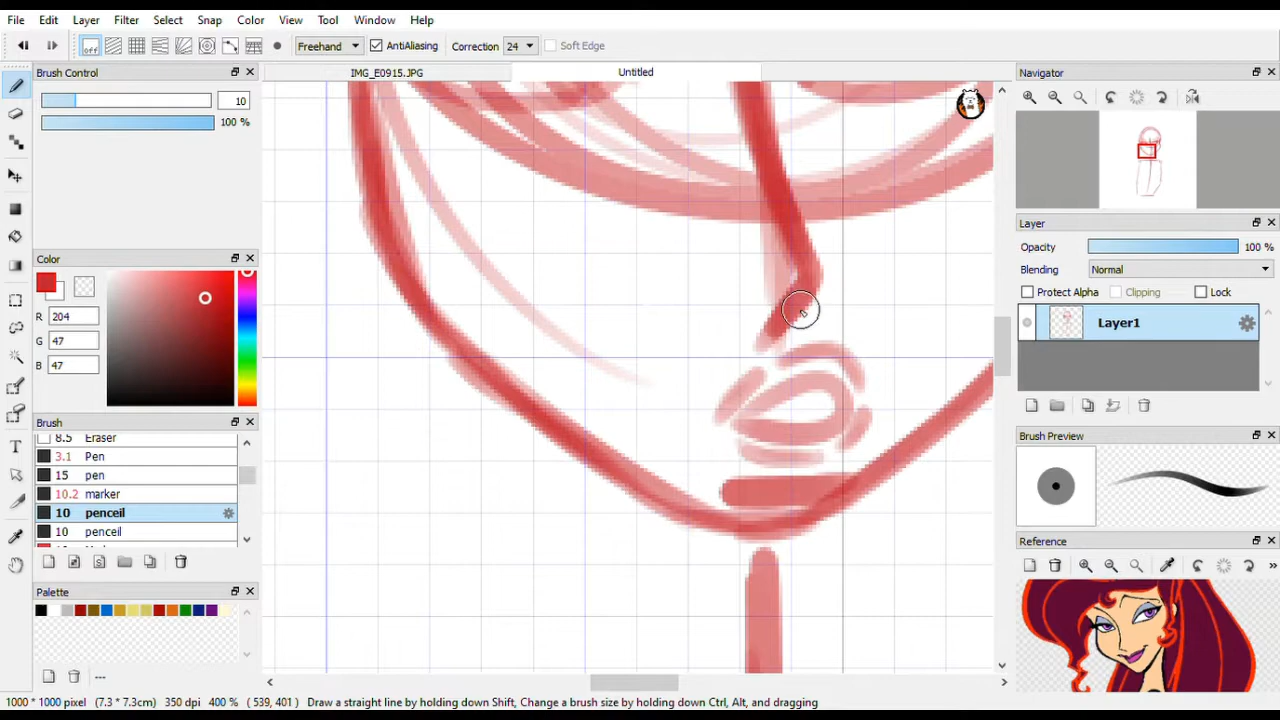 File Edit Layer Filter Select Snap Color View Tool Window Help
off Freehand AntiAliasing Correction 24 Soft Edge
Brush Control
10
100 %
Color
R 204
G 47
B 47
Brush
8.5 Eraser
3.1 Pen
15 pen
10.2 marker
10 penceil
10 penceil
Palette
---
IMG_E0915.JPG Untitled
Navigator
Layer
Opacity 100 %
Blending Normal
Protect Alpha Clipping Lock
Layer1
Brush Preview
Reference
»
1000 * 1000 pixel (7.3 * 7.3cm) 350 dpi 400 % ( 539, 401 ) Draw a straight line by holding down Shift, Change a brush size by holding down Ctrl, Alt, and dragging